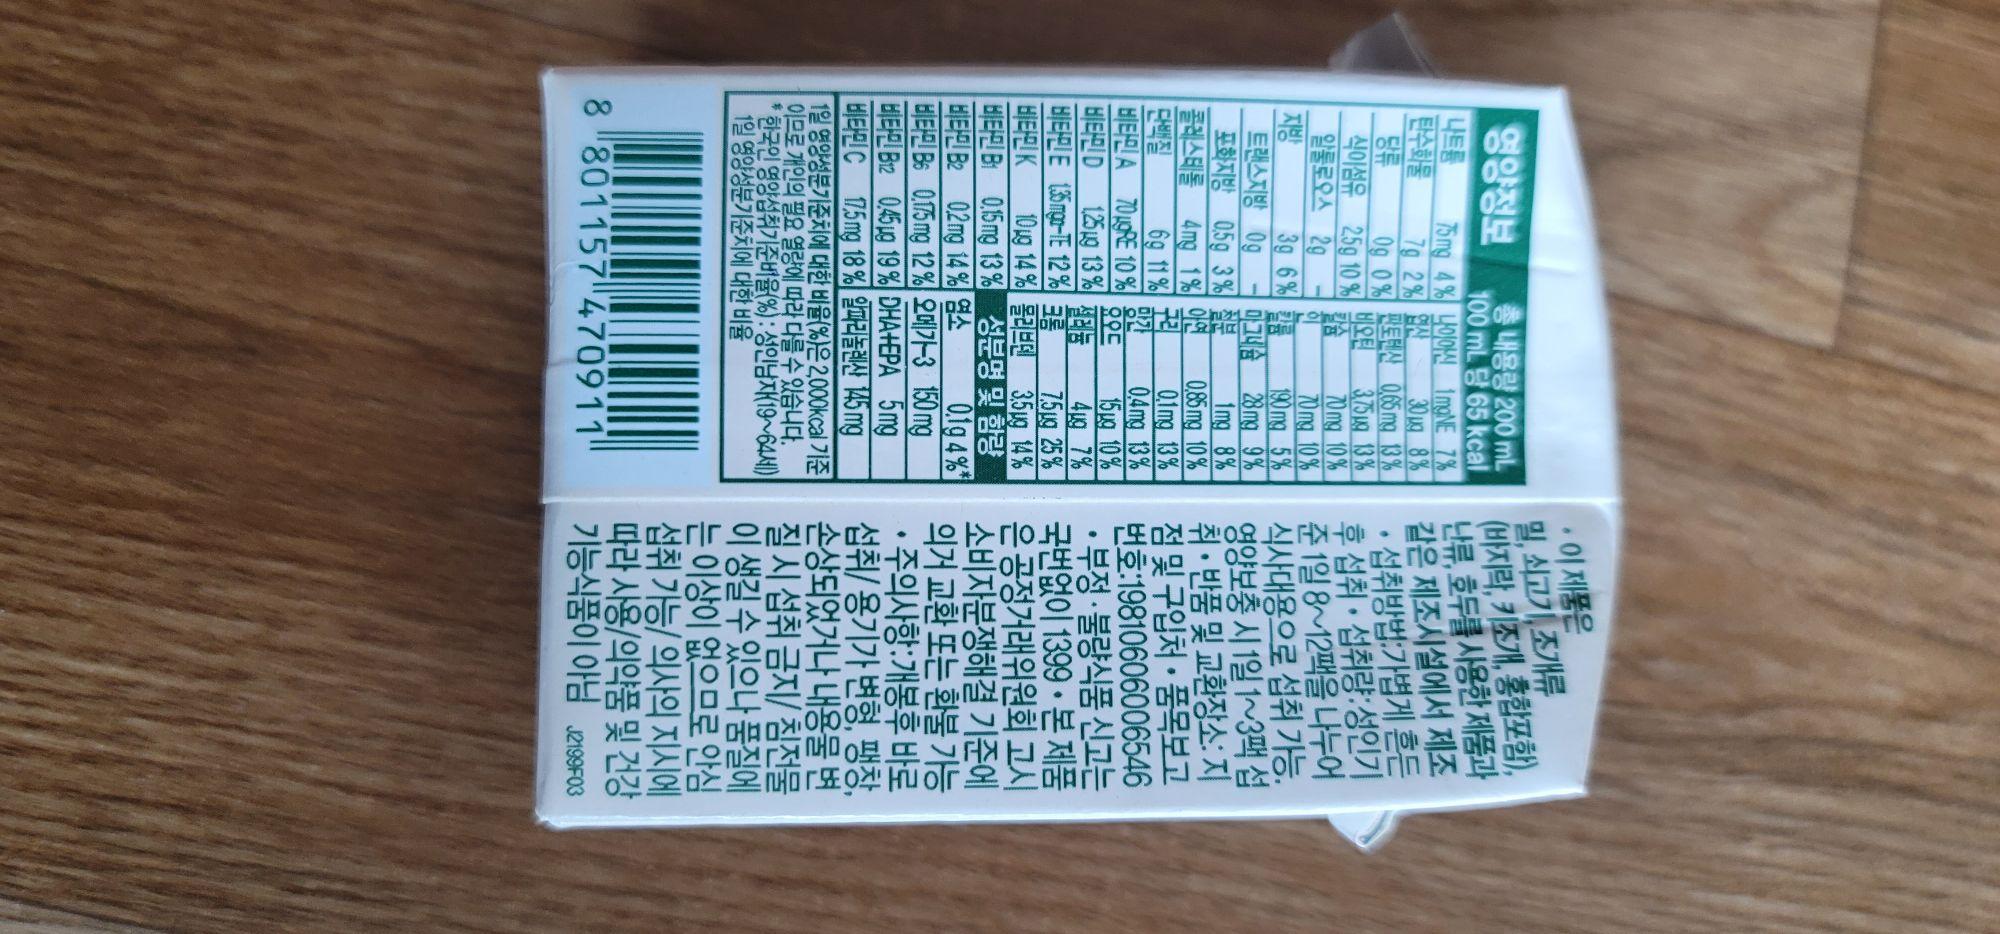 영양정보
총 내용량 200 mL
100 mL 당 65 kcal
나트륨 75mg 4%
탄수화물 7g 2%
당류 0g 0%
식이섬유 2.5g 10%
알룰로오스 2g -
지방 3g 6%
트랜스지방 0g -
포화지방 0.5g 3%
콜레스테롤 4mg 1%
단백질 6g 11%
비타민A 70μgRE 10%
비타민D 1.25μg 13%
비타민E 1.35mgα-TE 12%
비타민K 10μg 14%
비타민B1 0.15mg 13%
비타민B2 0.2mg 14%
비타민B6 0.175mg 12%
비타민B12 0.45μg 19%
비타민C 17.5mg 18%
나이아신 1mgNE 7%
엽산 30μg 8%
판토텐산 0.65mg 13%
비오틴 3.75μg 13%
칼슘 70mg 10%
인 70mg 10%
칼륨 190mg 5%
마그네슘 28mg 9%
철분 1mg 8%
아연 0.85mg 10%
구리 0.1mg 13%
망간 0.4mg 13%
요오드 15μg 10%
셀레늄 4μg 7%
크롬 7.5μg 25%
몰리브덴 3.5μg 14%
성분명 및 함량
염소 0.1g 4%*
오메가-3 150mg
DHA+EPA 5mg
알파리놀렌산 145mg
1일 영양성분기준치에 대한 비율(%)은 2,000kcal 기준
이므로 개인의 필요 열량에 따라 다를 수 있습니다.
* 한국인 영양섭취기준비율(%) : 성인남자(19~64세)
1일 영양성분기준치에 대한 비율
8 801157 470911
• 이 제품은
밀, 쇠고기, 조개류
(바지락, 키조개, 홍합포함),
난류, 호두를 사용한 제품과
같은 제조시설에서 제조
• 섭취방법:가볍게 흔든
후 섭취 • 섭취량:성인기
준 1일 8~12팩을 나누어
식사대용으로 섭취 가능.
영양보충 시 1일 1~3팩 섭
취 • 반품 및 교환장소:지
점 및 구입처 • 품목보고
번호:19810606006546
• 부정·불량식품 신고는
국번없이 1399 • 본 제품
은 공정거래위원회 고시
소비자분쟁해결 기준에
의거 교환 또는 환불 가능
• 주의사항:개봉후 바로
섭취/ 용기가 변형, 팽창,
손상되었거나 내용물 변
질 시 섭취 금지/ 침전물
이 생길 수 있으나 품질에
는 이상이 없으므로 안심
섭취 가능/ 의사의 지시에
따라 사용/의약품 및 건강
기능식품이 아님
J2199F03